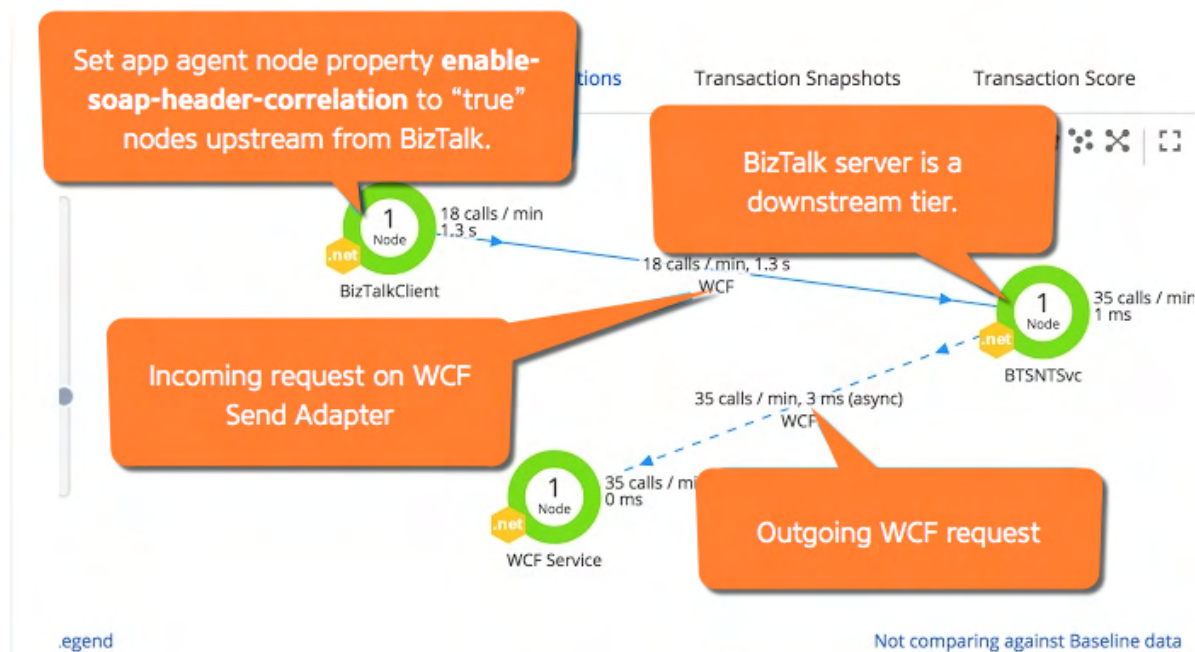 Set app agent node property enable-
soap-header-correlation to “true”
nodes upstream from BizTalk.
Transaction Snapshots
Transaction Score
BizTalk server is a
downstream tier.
1
Node
.net
18 calls / min
1.3 s
BizTalkClient
18 calls / min, 1.3 s
WCF
1
Node
.net
35 calls / min
1 ms
BTSNTSvc
Incoming request on WCF
Send Adapter
35 calls / min, 3 ms (async)
WCF
1
Node
.net
35 calls / mi
0 ms
WCF Service
Outgoing WCF request
.egend
Not comparing against Baseline data